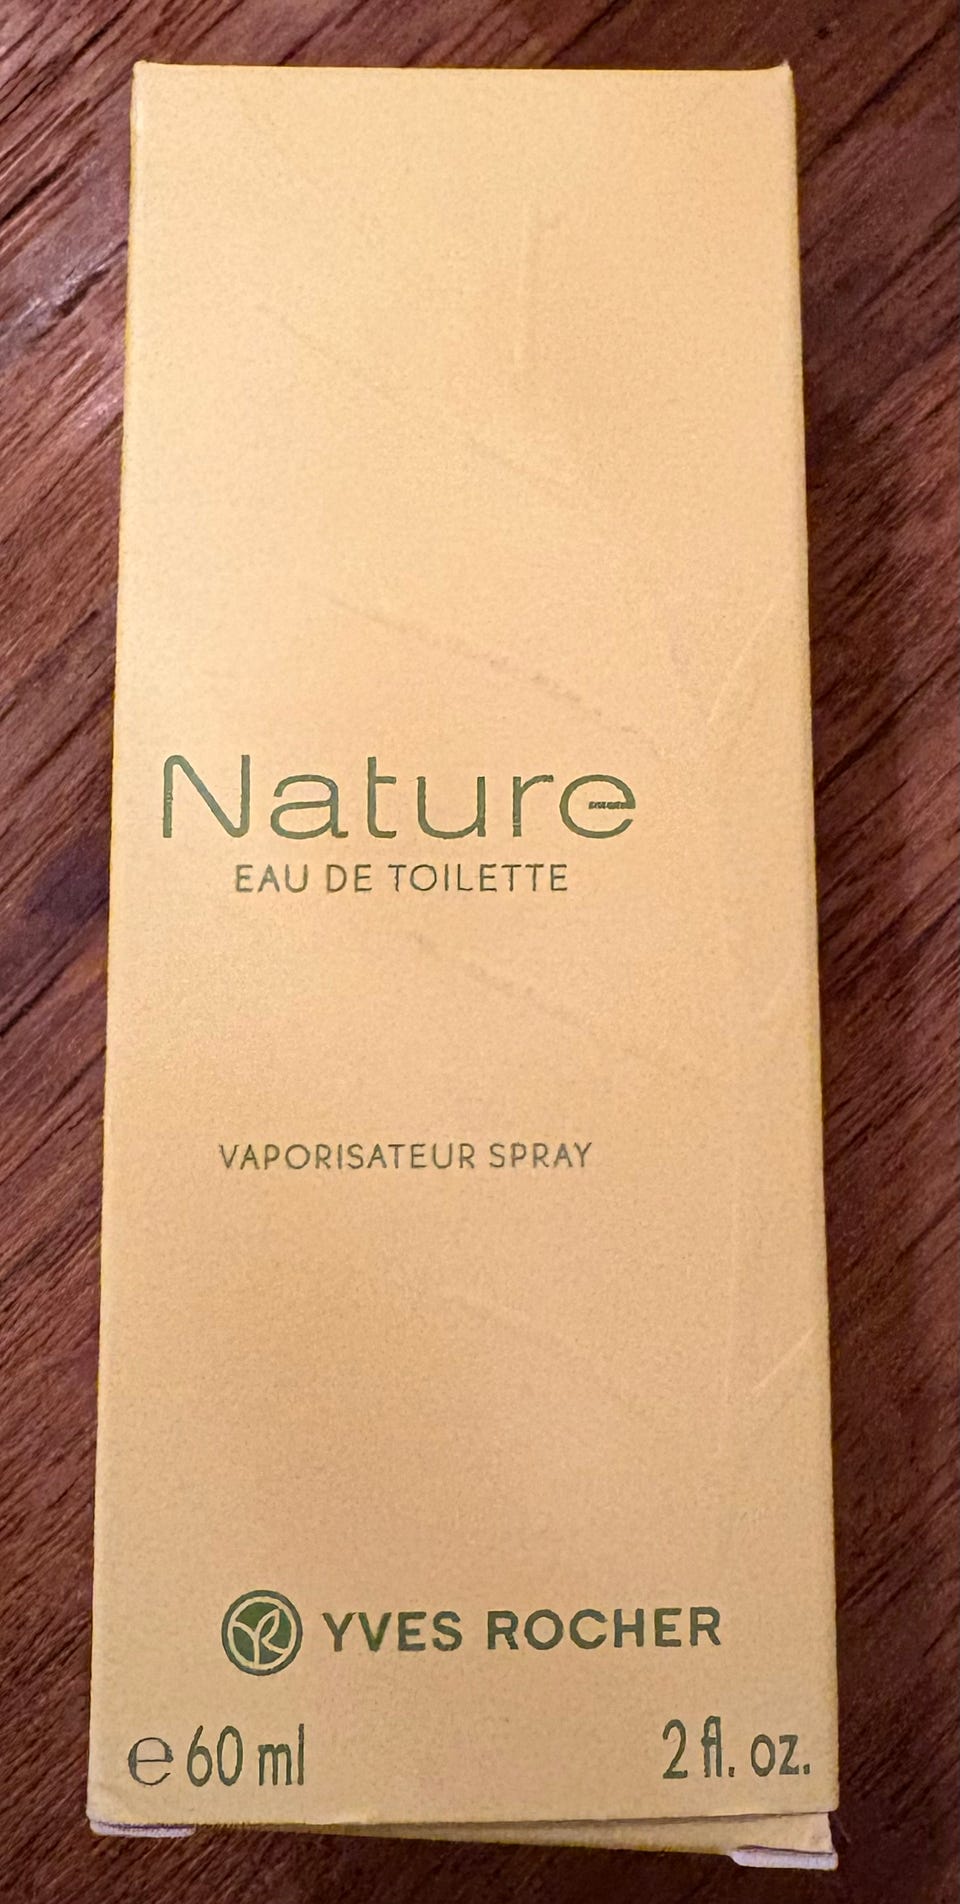 Nature
EAU DE TOILETTE
VAPORISATEUR SPRAY
YVES ROCHER
℮ 60 ml 2 fl. oz.